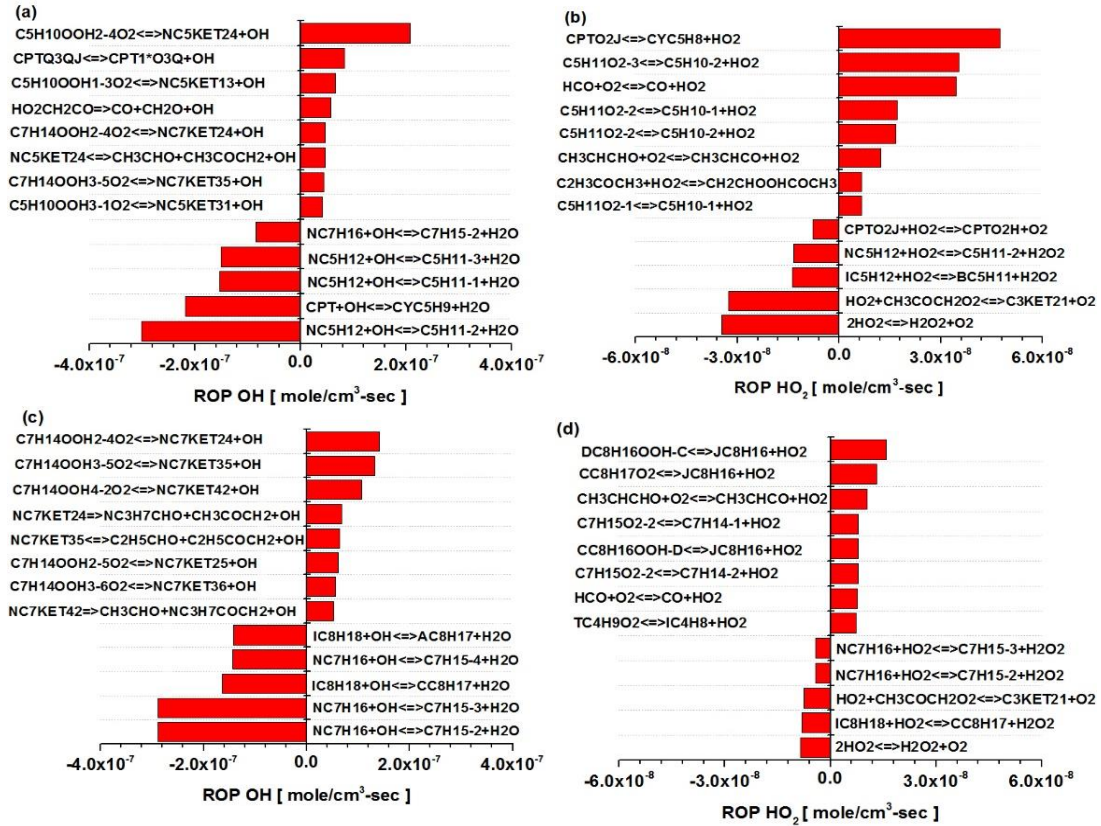 (a)
C5H10OOH2-4O2<=>NC5KET24+OH
CPTQ3QJ<=>CPT1*O3Q+OH
C5H10OOH1-3O2<=>NC5KET13+OH
HO2CH2CO=>CO+CH2O+OH
C7H14OOH2-4O2<=>NC7KET24+OH
NC5KET24<=>CH3CHO+CH3COCH2+OH
C7H14OOH3-5O2<=>NC7KET35+OH
C5H10OOH3-1O2<=>NC5KET31+OH
NC7H16+OH<=>C7H15-2+H2O
NC5H12+OH<=>C5H11-3+H2O
NC5H12+OH<=>C5H11-1+H2O
CPT+OH<=>CYC5H9+H2O
NC5H12+OH<=>C5H11-2+H2O
-4.0x10⁻⁷ -2.0x10⁻⁷ 0.0 2.0x10⁻⁷ 4.0x10⁻⁷
ROP OH [ mole/cm³-sec ]
(b)
CPTO2J<=>CYC5H8+HO2
C5H11O2-3<=>C5H10-2+HO2
HCO+O2<=>CO+HO2
C5H11O2-2<=>C5H10-1+HO2
C5H11O2-2<=>C5H10-2+HO2
CH3CHCHO+O2<=>CH3CHCO+HO2
C2H3COCH3+HO2<=>CH2CHOOHCOCH3
C5H11O2-1<=>C5H10-1+HO2
CPTO2J+HO2<=>CPTO2H+O2
NC5H12+HO2<=>C5H11-2+H2O2
IC5H12+HO2<=>BC5H11+H2O2
HO2+CH3COCH2O2<=>C3KET21+O2
2HO2<=>H2O2+O2
-6.0x10⁻⁸ -3.0x10⁻⁸ 0.0 3.0x10⁻⁸ 6.0x10⁻⁸
ROP HO₂ [ mole/cm³-sec ]
(c)
C7H14OOH2-4O2<=>NC7KET24+OH
C7H14OOH3-5O2<=>NC7KET35+OH
C7H14OOH4-2O2<=>NC7KET42+OH
NC7KET24=>NC3H7CHO+CH3COCH2+OH
NC7KET35=>C2H5CHO+C2H5COCH2+OH
C7H14OOH2-5O2<=>NC7KET25+OH
C7H14OOH3-6O2<=>NC7KET36+OH
NC7KET42=>CH3CHO+NC3H7COCH2+OH
IC8H18+OH<=>AC8H17+H2O
NC7H16+OH<=>C7H15-4+H2O
IC8H18+OH<=>CC8H17+H2O
NC7H16+OH<=>C7H15-3+H2O
NC7H16+OH<=>C7H15-2+H2O
-4.0x10⁻⁷ -2.0x10⁻⁷ 0.0 2.0x10⁻⁷ 4.0x10⁻⁷
ROP OH [ mole/cm³-sec ]
(d)
DC8H16OOH-C<=>JC8H16+HO2
CC8H17O2<=>JC8H16+HO2
CH3CHCHO+O2<=>CH3CHCO+HO2
C7H15O2-2<=>C7H14-1+HO2
CC8H16OOH-D<=>JC8H16+HO2
C7H15O2-2<=>C7H14-2+HO2
HCO+O2<=>CO+HO2
TC4H9O2<=>IC4H8+HO2
NC7H16+HO2<=>C7H15-3+H2O2
NC7H16+HO2<=>C7H15-2+H2O2
HO2+CH3COCH2O2<=>C3KET21+O2
IC8H18+HO2<=>CC8H17+H2O2
2HO2<=>H2O2+O2
-6.0x10⁻⁸ -3.0x10⁻⁸ 0.0 3.0x10⁻⁸ 6.0x10⁻⁸
ROP HO₂ [ mole/cm³-sec ]